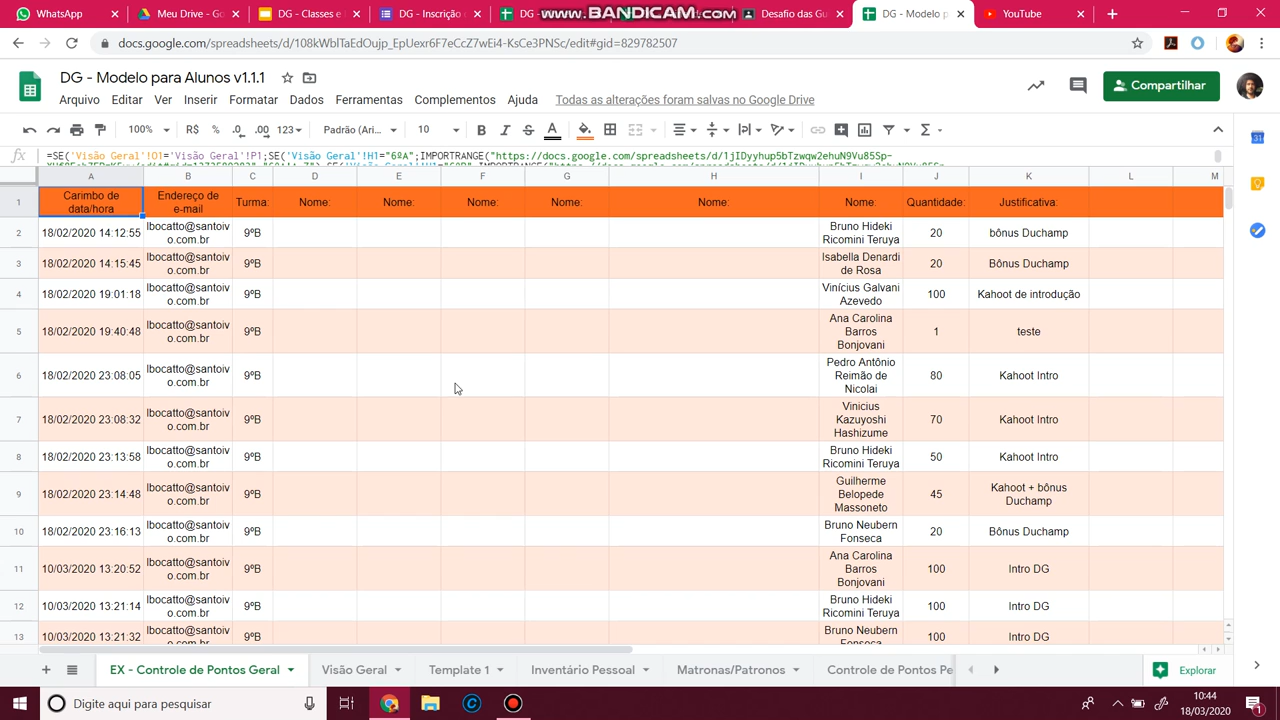 WhatsApp
Meu Drive - G
DG - Classes e
DG - Inscrição
DG -
www.BANDICAM.com
Desafio das Gu
DG - Modelo p
YouTube
docs.google.com/spreadsheets/d/108kWblTaEdOujp_EpUexr6F7eCcZ7wEi4-KsCe3PNSc/edit#gid=829782507
DG - Modelo para Alunos v1.1.1
Compartilhar
Arquivo Editar Ver Inserir Formatar Dados Ferramentas Complementos Ajuda Todas as alterações foram salvas no Google Drive
100% R$ % .0 .00 123 Padrão (Ari... 10 B I S A
fx =SE('Visão Geral'!O1='Visão Geral'!P1;SE('Visão Geral'!H1="6ºA";IMPORTRANGE("https://docs.google.com/spreadsheets/d/1jIDyyhup5bTzwqw2ehuN9Vu85Sp-
A B C D E F G H I J K L M
1 Carimbo de data/hora Endereço de e-mail Turma: Nome: Nome: Nome: Nome: Nome: Nome: Quantidade: Justificativa:
2 18/02/2020 14:12:55 lbocatto@santoivo.com.br 9ºB Bruno Hideki Ricomini Teruya 20 bônus Duchamp
3 18/02/2020 14:15:45 lbocatto@santoivo.com.br 9ºB Isabella Denardi de Rosa 20 Bônus Duchamp
4 18/02/2020 19:01:18 lbocatto@santoivo.com.br 9ºB Vinícius Galvani Azevedo 100 Kahoot de introdução
5 18/02/2020 19:40:48 lbocatto@santoivo.com.br 9ºB Ana Carolina Barros Bonjovani 1 teste
6 18/02/2020 23:08:05 lbocatto@santoivo.com.br 9ºB Pedro Antônio Reimão de Nicolai 80 Kahoot Intro
7 18/02/2020 23:08:32 lbocatto@santoivo.com.br 9ºB Vinicius Kazuyoshi Hashizume 70 Kahoot Intro
8 18/02/2020 23:13:58 lbocatto@santoivo.com.br 9ºB Bruno Hideki Ricomini Teruya 50 Kahoot Intro
9 18/02/2020 23:14:48 lbocatto@santoivo.com.br 9ºB Guilherme Belopede Massoneto 45 Kahoot + bônus Duchamp
10 18/02/2020 23:16:13 lbocatto@santoivo.com.br 9ºB Bruno Neubern Fonseca 20 Bônus Duchamp
11 10/03/2020 13:20:52 lbocatto@santoivo.com.br 9ºB Ana Carolina Barros Bonjovani 100 Intro DG
12 10/03/2020 13:21:14 lbocatto@santoivo.com.br 9ºB Bruno Hideki Ricomini Teruya 100 Intro DG
13 10/03/2020 13:21:32 lbocatto@santoivo.com.br 9ºB Bruno Neubern 100 Intro DG
EX - Controle de Pontos Geral Visão Geral Template 1 Inventário Pessoal Matronas/Patronos Controle de Pontos Pe Explorar
Digite aqui para pesquisar
10:44
18/03/2020
1